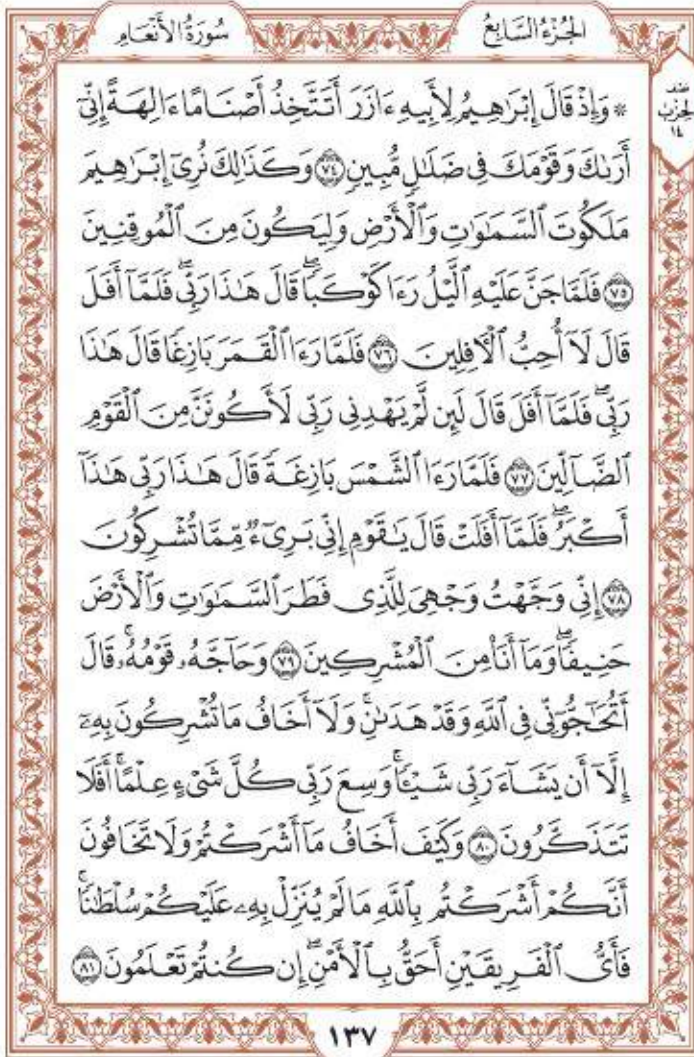 الجُزْءُ السَّابِعُ
سُورَةُ الأَنْعَامِ
حزب
١٤
۞ وَإِذْ قَالَ إِبْرَٰهِيمُ لِأَبِيهِ ءَازَرَ أَتَتَّخِذُ أَصْنَامًا ءَالِهَةً إِنِّىٓ
أَرَىٰكَ وَقَوْمَكَ فِى ضَلَٰلٍ مُّبِينٍ ٧٤ وَكَذَٰلِكَ نُرِىٓ إِبْرَٰهِيمَ
مَلَكُوتَ ٱلسَّمَٰوَٰتِ وَٱلْأَرْضِ وَلِيَكُونَ مِنَ ٱلْمُوقِنِينَ
٧٥ فَلَمَّا جَنَّ عَلَيْهِ ٱلَّيْلُ رَءَا كَوْكَبًاۖ قَالَ هَٰذَا رَبِّىۖ فَلَمَّآ أَفَلَ
قَالَ لَآ أُحِبُّ ٱلْءَافِلِينَ ٧٦ فَلَمَّا رَءَا ٱلْقَمَرَ بَازِغًا قَالَ هَٰذَا
رَبِّىۖ فَلَمَّآ أَفَلَ قَالَ لَئِن لَّمْ يَهْدِنِى رَبِّى لَأَكُونَنَّ مِنَ ٱلْقَوْمِ
ٱلضَّآلِّينَ ٧٧ فَلَمَّا رَءَا ٱلشَّمْسَ بَازِغَةً قَالَ هَٰذَا رَبِّى هَٰذَآ
أَكْبَرُۖ فَلَمَّآ أَفَلَتْ قَالَ يَٰقَوْمِ إِنِّى بَرِىٓءٌ مِّمَّا تُشْرِكُونَ
٧٨ إِنِّى وَجَّهْتُ وَجْهِىَ لِلَّذِى فَطَرَ ٱلسَّمَٰوَٰتِ وَٱلْأَرْضَ
حَنِيفًاۖ وَمَآ أَنَا۠ مِنَ ٱلْمُشْرِكِينَ ٧٩ وَحَآجَّهُۥ قَوْمُهُۥۚ قَالَ
أَتُحَٰٓجُّوٓنِّى فِى ٱللَّهِ وَقَدْ هَدَىٰنِۚ وَلَآ أَخَافُ مَا تُشْرِكُونَ بِهِۦٓ
إِلَّآ أَن يَشَآءَ رَبِّى شَيْـًٔاۗ وَسِعَ رَبِّى كُلَّ شَىْءٍ عِلْمًاۗ أَفَلَا
تَتَذَكَّرُونَ ٨٠ وَكَيْفَ أَخَافُ مَآ أَشْرَكْتُمْ وَلَا تَخَافُونَ
أَنَّكُمْ أَشْرَكْتُم بِٱللَّهِ مَا لَمْ يُنَزِّلْ بِهِۦ عَلَيْكُمْ سُلْطَٰنًاۚ
فَأَىُّ ٱلْفَرِيقَيْنِ أَحَقُّ بِٱلْأَمْنِۖ إِن كُنتُمْ تَعْلَمُونَ ٨١
١٣٧